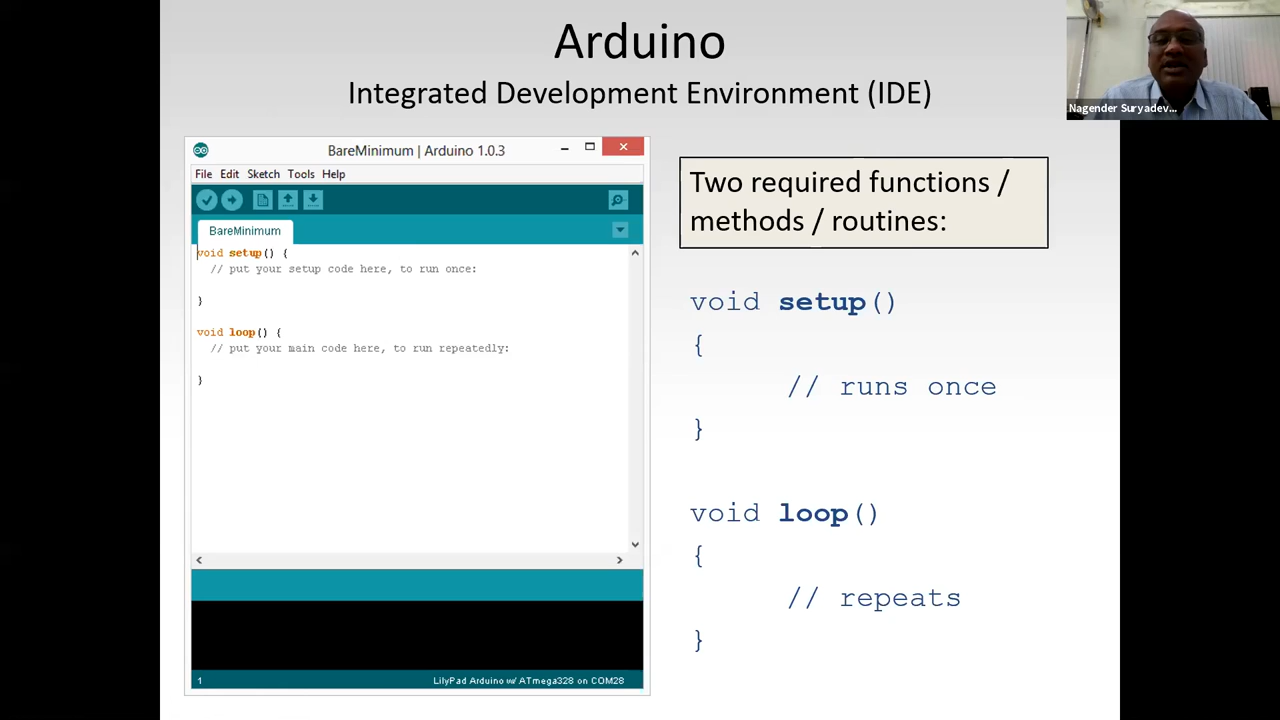 Arduino
Integrated Development Environment (IDE)
Nagender Suryadev...
BareMinimum | Arduino 1.0.3
File Edit Sketch Tools Help
BareMinimum
void setup() {
// put your setup code here, to run once:
}
void loop() {
// put your main code here, to run repeatedly:
}
1 LilyPad Arduino w/ ATmega328 on COM28
Two required functions /
methods / routines:
void setup()
{
// runs once
}
void loop()
{
// repeats
}